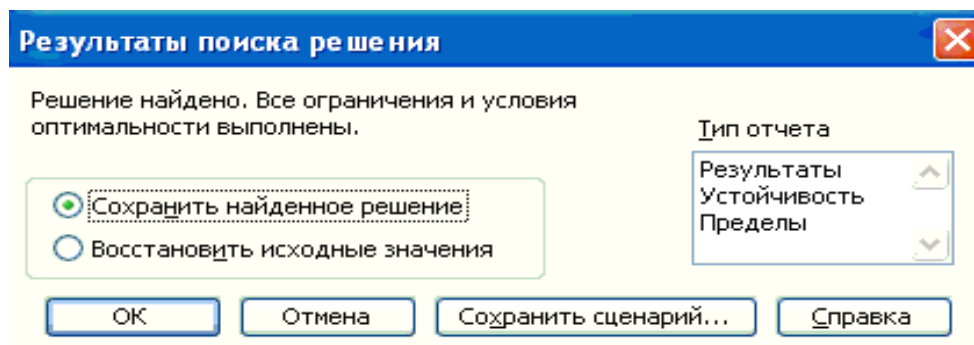 Результаты поиска решения
Решение найдено. Все ограничения и условия
оптимальности выполнены.
Тип отчета
Результаты
Устойчивость
Пределы
Сохранить найденное решение
Восстановить исходные значения
ОК
Отмена
Сохранить сценарий...
Справка